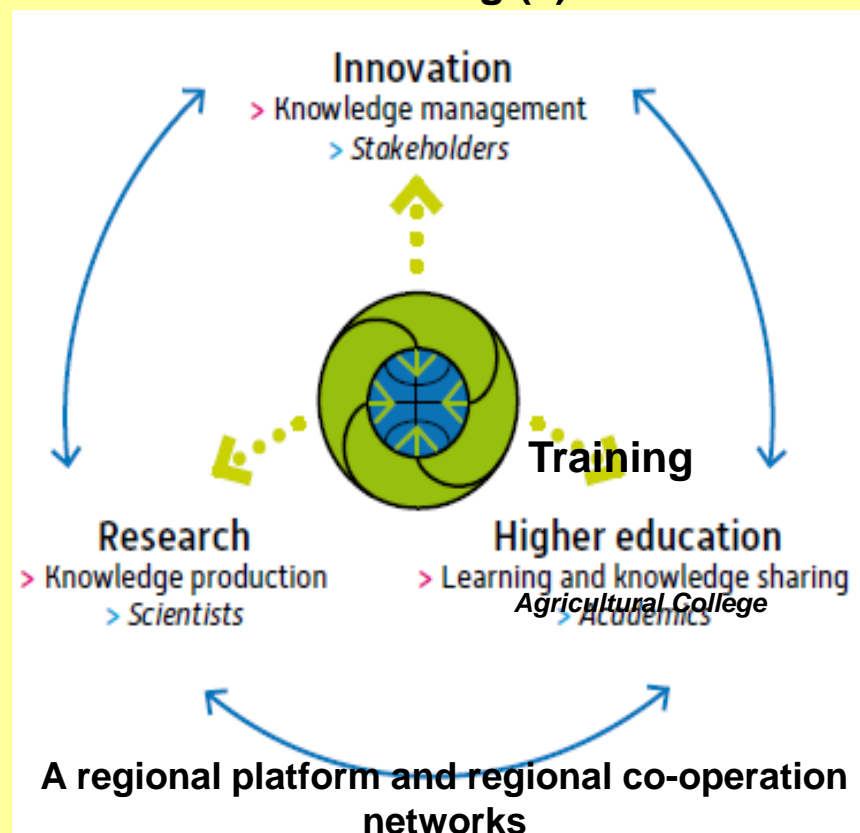 Innovation
> Knowledge management
> Stakeholders
Training
Research
> Knowledge production
> Scientists
Higher education
> Learning and knowledge sharing
Agricultural College
> Academics
A regional platform and regional co-operation
networks